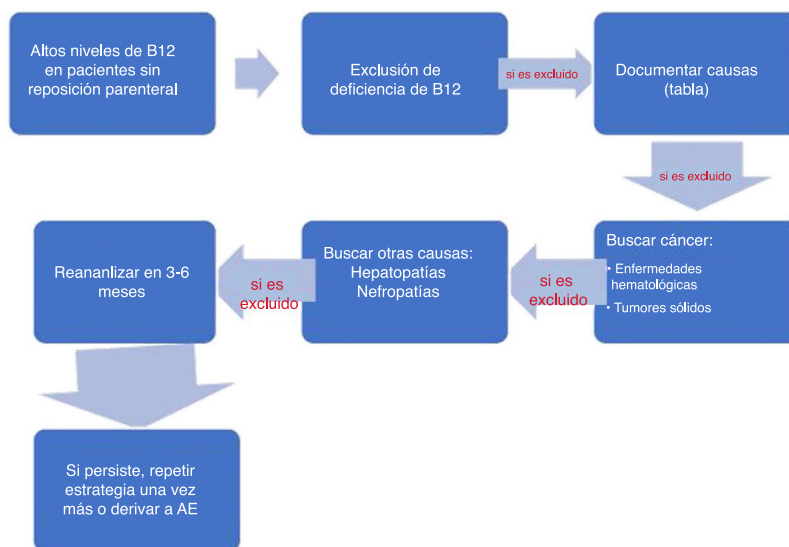 Altos niveles de B12
en pacientes sin
reposición parenteral
Exclusión de
deficiencia de B12
si es excluido
Documentar causas
(tabla)
si es excluido
Buscar cáncer:
• Enfermedades
hematológicas
• Tumores sólidos
si es
excluido
Buscar otras causas:
Hepatopatías
Nefropatías
si es
excluido
Reananlizar en 3-6
meses
Si persiste, repetir
estrategia una vez
más o derivar a AE